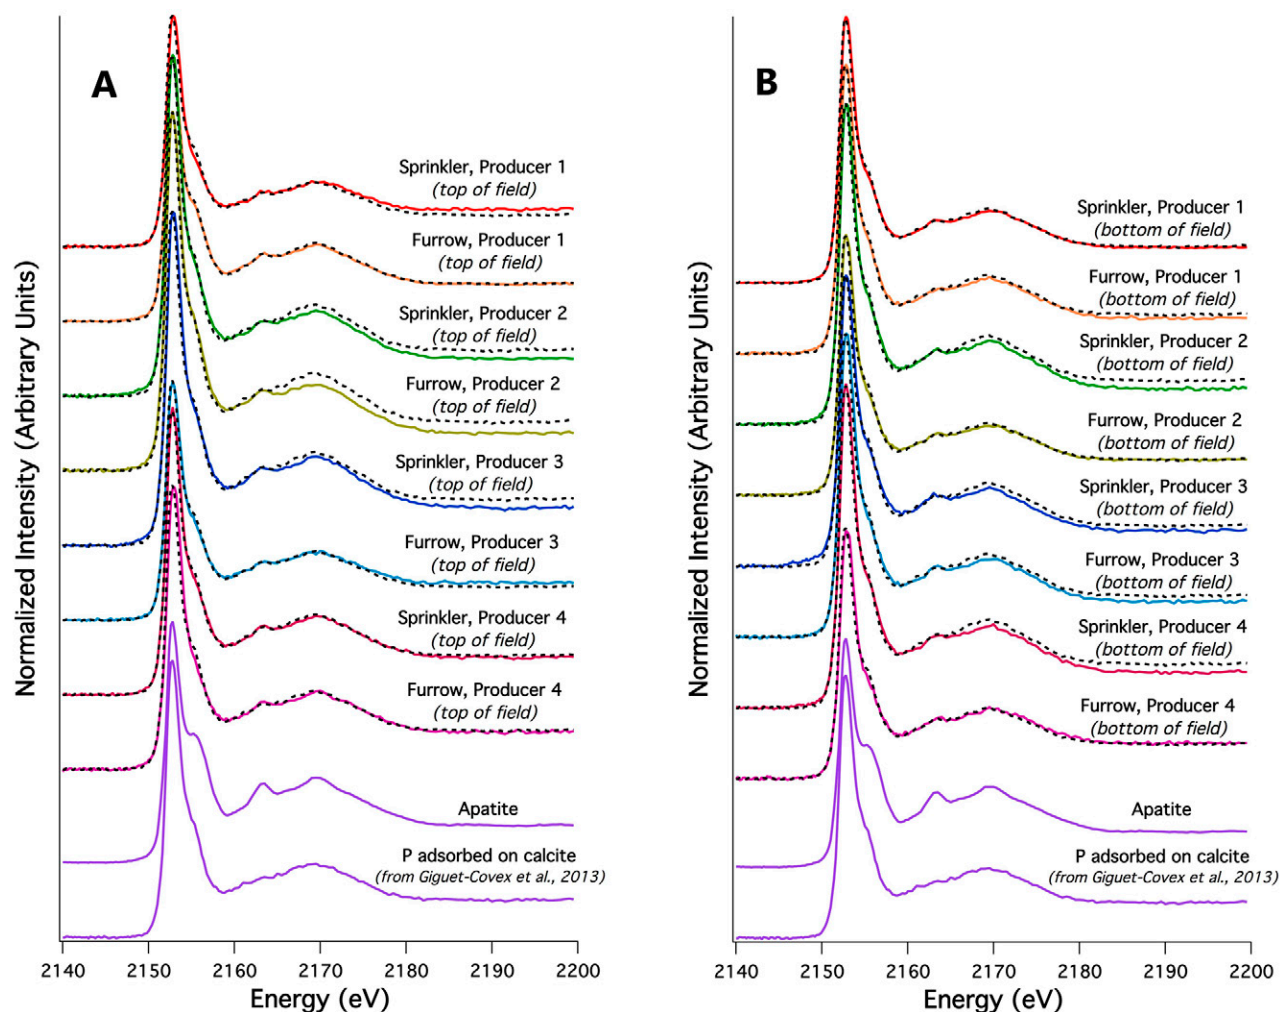 A
Normalized Intensity (Arbitrary Units)
Sprinkler, Producer 1
(top of field)
Furrow, Producer 1
(top of field)
Sprinkler, Producer 2
(top of field)
Furrow, Producer 2
(top of field)
Sprinkler, Producer 3
(top of field)
Furrow, Producer 3
(top of field)
Sprinkler, Producer 4
(top of field)
Furrow, Producer 4
(top of field)
Apatite
P adsorbed on calcite
(from Giguet-Covex et al., 2013)
2140 2150 2160 2170 2180 2190 2200
Energy (eV)
B
Normalized Intensity (Arbitrary Units)
Sprinkler, Producer 1
(bottom of field)
Furrow, Producer 1
(bottom of field)
Sprinkler, Producer 2
(bottom of field)
Furrow, Producer 2
(bottom of field)
Sprinkler, Producer 3
(bottom of field)
Furrow, Producer 3
(bottom of field)
Sprinkler, Producer 4
(bottom of field)
Furrow, Producer 4
(bottom of field)
Apatite
P adsorbed on calcite
(from Giguet-Covex et al., 2013)
2140 2150 2160 2170 2180 2190 2200
Energy (eV)